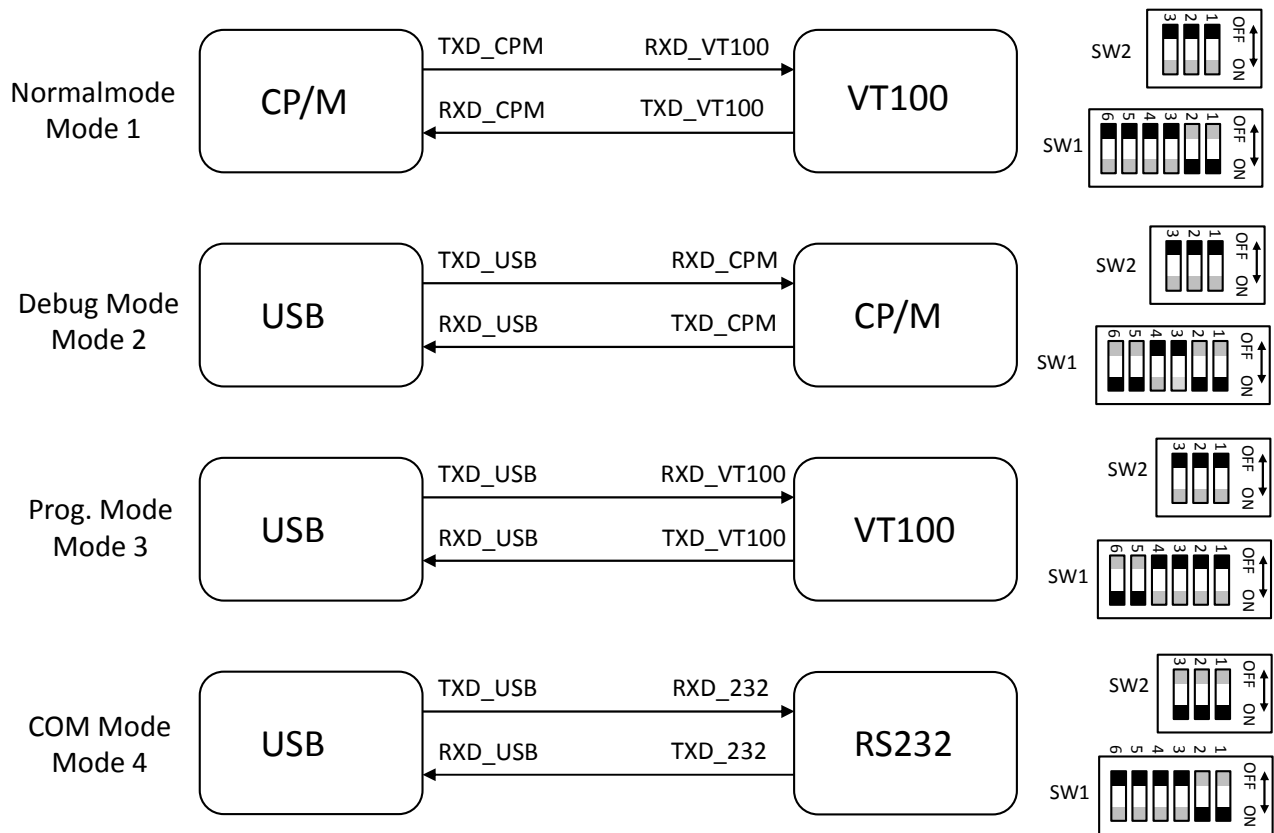 Normalmode
Mode 1
CP/M
TXD_CPM
RXD_VT100
RXD_CPM
TXD_VT100
VT100
SW2
3 2 1
OFF
ON
SW1
6 5 4 3 2 1
OFF
ON
Debug Mode
Mode 2
USB
TXD_USB
RXD_CPM
RXD_USB
TXD_CPM
CP/M
SW2
3 2 1
OFF
ON
SW1
6 5 4 3 2 1
OFF
ON
Prog. Mode
Mode 3
USB
TXD_USB
RXD_VT100
RXD_USB
TXD_VT100
VT100
SW2
3 2 1
OFF
ON
SW1
6 5 4 3 2 1
OFF
ON
COM Mode
Mode 4
USB
TXD_USB
RXD_232
RXD_USB
TXD_232
RS232
SW2
3 2 1
OFF
ON
SW1
6 5 4 3 2 1
OFF
ON